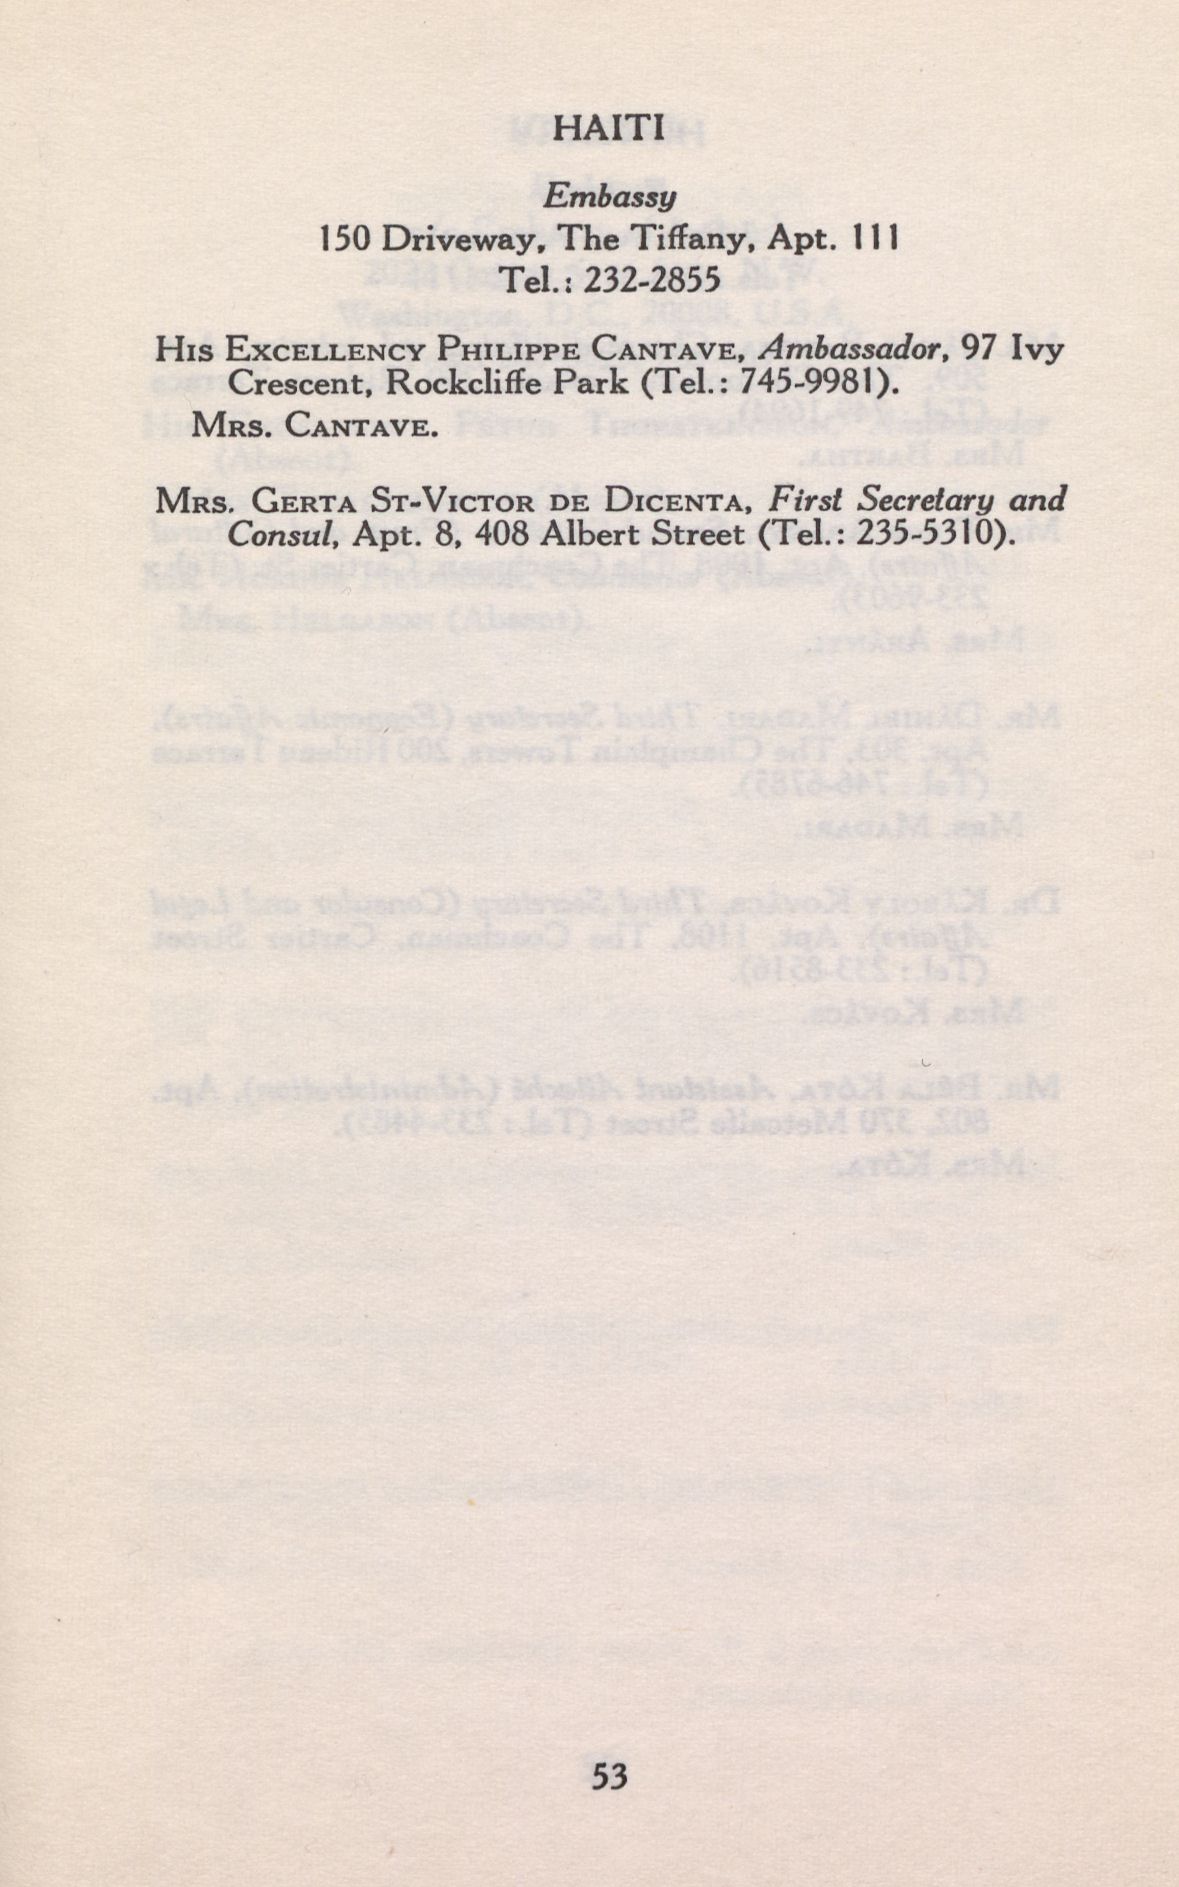 HAITI
Embassy
150 Driveway, The Tiffany, Apt. 111
Tel.: 232-2855
His Excellency Philippe Cantave, Ambassador, 97 Ivy
Crescent, Rockcliffe Park (Tel.: 745-9981).
Mrs. Cantave.
Mrs. Gerta St-Victor de Dicenta, First Secretary and
Consul, Apt. 8, 408 Albert Street (Tel.: 235-5310).
53